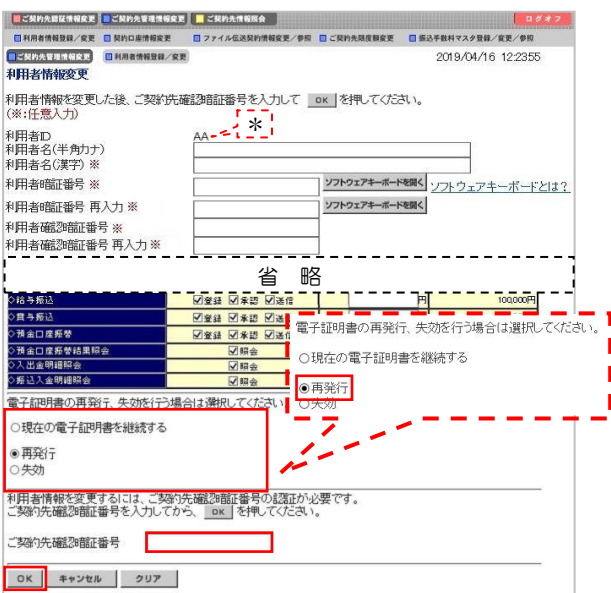 ご契約先認証情報変更 ご契約先管理情報変更 ご契約先情報照会 ログオフ
利用者情報登録/変更 契約口座情報変更 ファイル伝送契約情報変更/参照 ご契約先限度額変更 振込手数料マスタ登録/変更/参照
ご契約先管理情報変更 利用者情報登録/変更 2019/04/16 12:23:55
利用者情報変更
利用者情報を変更した後、ご契約先確認暗証番号を入力して OK を押してください。
(※:任意入力)
利用者ID AA
*
利用者名(半角カナ)
利用者名(漢字) ※
利用者暗証番号 ※ ソフトウェアキーボードを開く ソフトウェアキーボードとは?
利用者暗証番号 再入力 ※ ソフトウェアキーボードを開く
利用者確認暗証番号 ※
利用者確認暗証番号 再入力 ※
省 略
◇給与振込 登録 承認 送信 円 100,000円
◇賞与振込 登録 承認 送信
◇預金口座振替 登録 承認 送信
◇預金口座振替結果照会 照会
◇入出金明細照会 照会
◇振込入金明細照会 照会
電子証明書の再発行、失効を行う場合は選択してください。
○現在の電子証明書を継続する
◉再発行
○失効
電子証明書の再発行、失効を行う場合は選択してください
○現在の電子証明書を継続する
◉再発行
○失効
利用者情報を変更するには、ご契約先確認暗証番号の認証が必要です。
ご契約先確認暗証番号を入力してから、 OK を押してください。
ご契約先確認暗証番号
OK キャンセル クリア